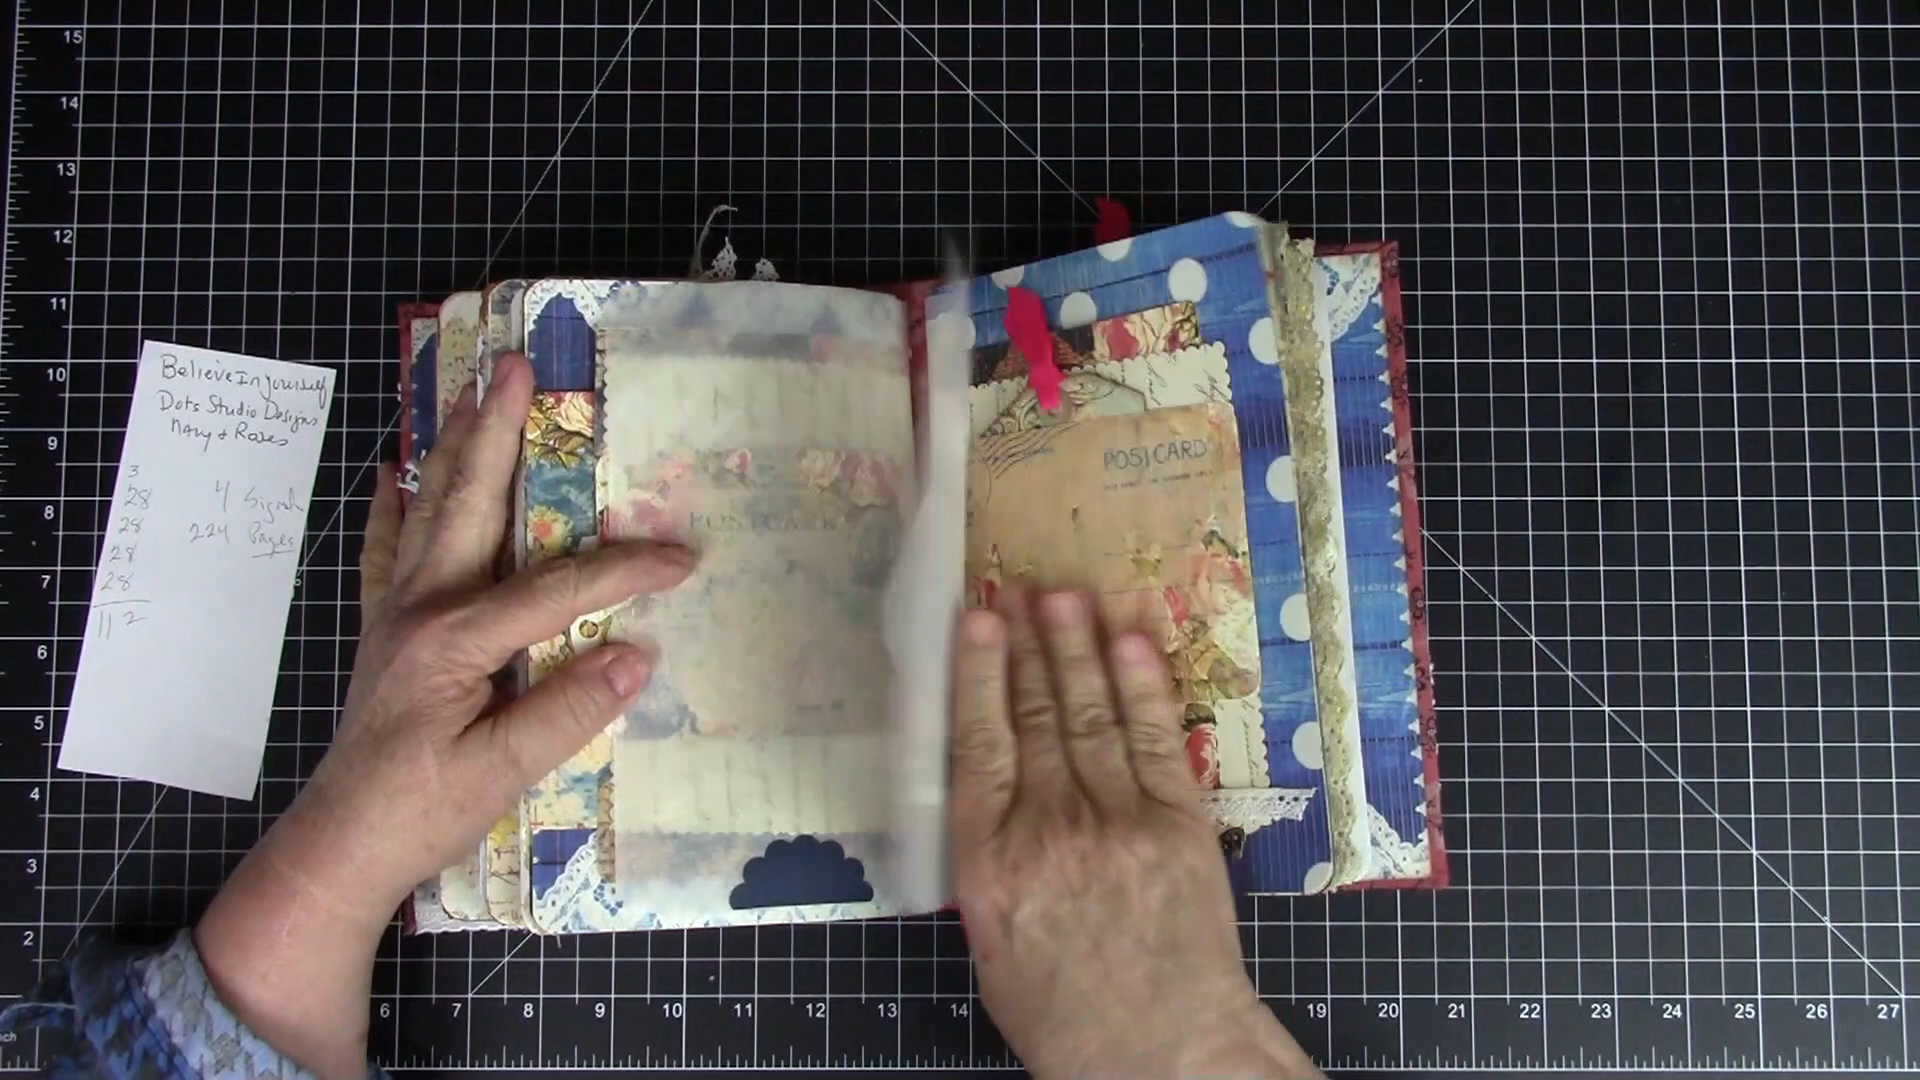 Believe In yourself
Dots Studio Designs
Navy & Roses
3
28
28
28
28
112
4 Signah
224 Pages
POSTCARD
POSTCARD
15
14
13
12
11
10
9
8
7
6
5
4
3
2
6 7 8 9 10 11 12 13 14 19 20 21 22 23 24 25 26 27